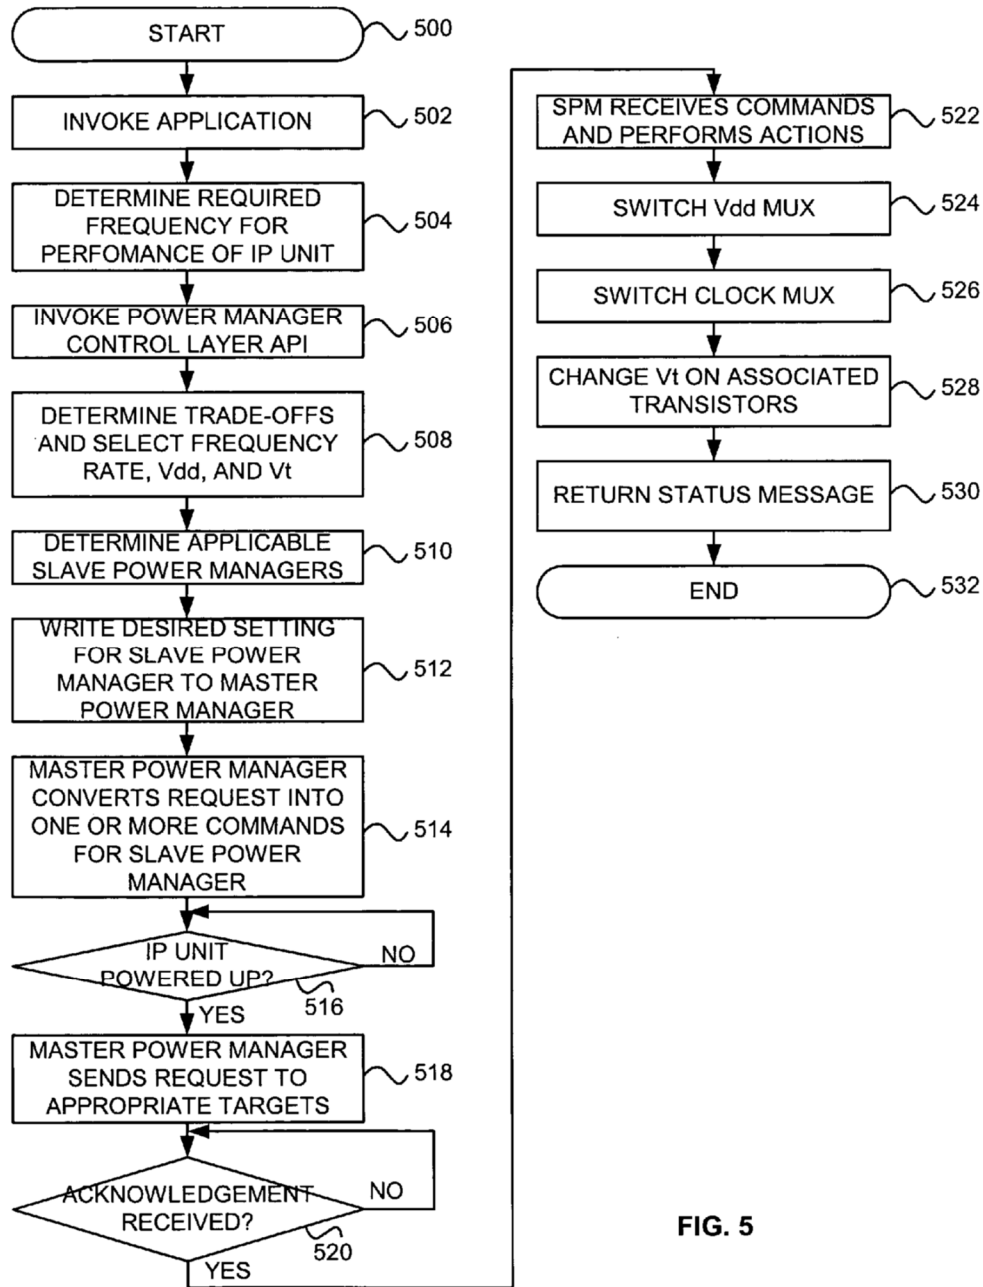 START
500
INVOKE APPLICATION
502
DETERMINE REQUIRED
FREQUENCY FOR
PERFOMANCE OF IP UNIT
504
INVOKE POWER MANAGER
CONTROL LAYER API
506
DETERMINE TRADE-OFFS
AND SELECT FREQUENCY
RATE, Vdd, AND Vt
508
DETERMINE APPLICABLE
SLAVE POWER MANAGERS
510
WRITE DESIRED SETTING
FOR SLAVE POWER
MANAGER TO MASTER
POWER MANAGER
512
MASTER POWER MANAGER
CONVERTS REQUEST INTO
ONE OR MORE COMMANDS
FOR SLAVE POWER
MANAGER
514
IP UNIT
POWERED UP?
NO
516
YES
MASTER POWER MANAGER
SENDS REQUEST TO
APPROPRIATE TARGETS
518
ACKNOWLEDGEMENT
RECEIVED?
NO
520
YES
SPM RECEIVES COMMANDS
AND PERFORMS ACTIONS
522
SWITCH Vdd MUX
524
SWITCH CLOCK MUX
526
CHANGE Vt ON ASSOCIATED
TRANSISTORS
528
RETURN STATUS MESSAGE
530
END
532
FIG. 5